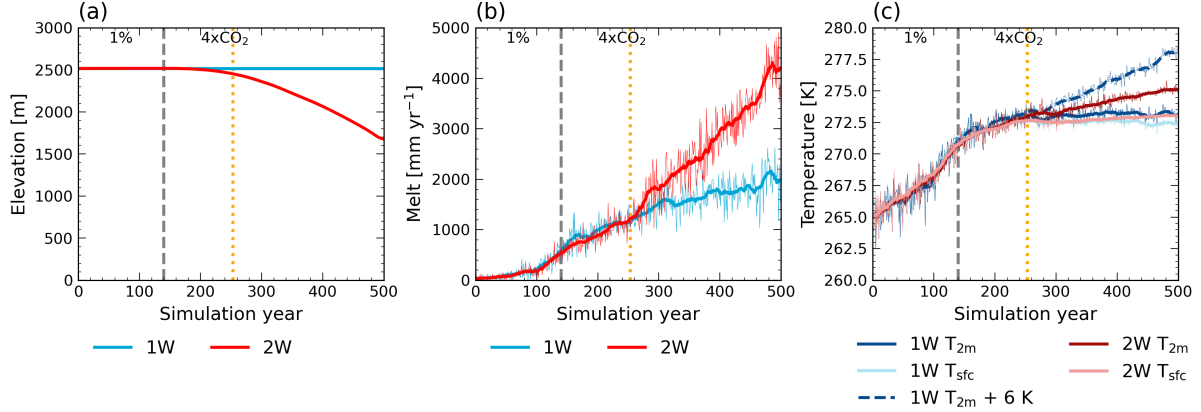 (a)
3000
2500
2000
1500
1000
500
0
0 100 200 300 400 500
1%
4xCO₂
Elevation [m]
Simulation year
1W 2W
(b)
5000
4000
3000
2000
1000
0
0 100 200 300 400 500
1%
4xCO₂
Melt [mm yr⁻¹]
Simulation year
1W 2W
(c)
280.0
277.5
275.0
272.5
270.0
267.5
265.0
262.5
260.0
0 100 200 300 400 500
1%
4xCO₂
Temperature [K]
Simulation year
1W T₂ₘ 2W T₂ₘ
1W Tsfc 2W Tsfc
1W T₂ₘ + 6 K